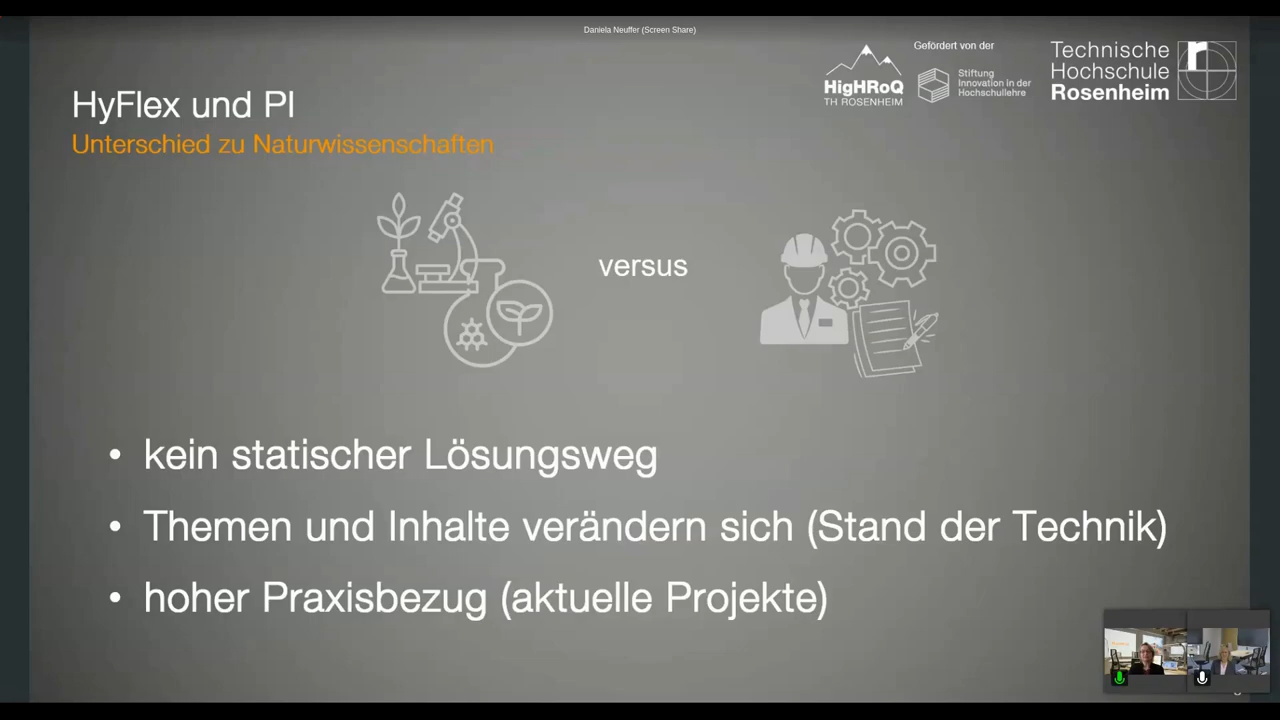 Daniela Neuffer (Screen Share)
HigHRoQ
TH ROSENHEIM
Gefördert von der
Stiftung
Innovation in der
Hochschullehre
Technische
Hochschule
Rosenheim
HyFlex und PI
Unterschied zu Naturwissenschaften
versus
• kein statischer Lösungsweg
• Themen und Inhalte verändern sich (Stand der Technik)
• hoher Praxisbezug (aktuelle Projekte)